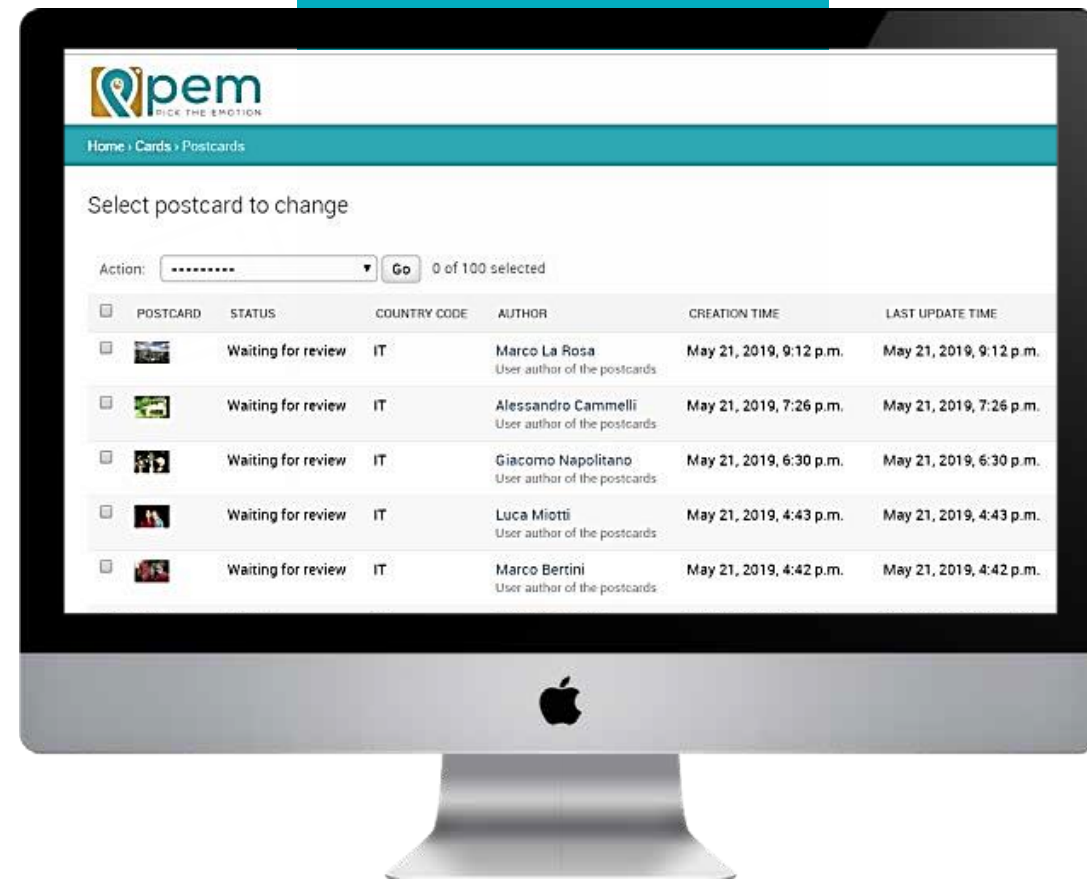 pem
PICK THE EMOTION
Home › Cards › Postcards
Select postcard to change
Action: --------- Go 0 of 100 selected
POSTCARD STATUS COUNTRY CODE AUTHOR CREATION TIME LAST UPDATE TIME
Waiting for review IT Marco La Rosa May 21, 2019, 9:12 p.m. May 21, 2019, 9:12 p.m.
User author of the postcards
Waiting for review IT Alessandro Cammelli May 21, 2019, 7:26 p.m. May 21, 2019, 7:26 p.m.
User author of the postcards
Waiting for review IT Giacomo Napolitano May 21, 2019, 6:30 p.m. May 21, 2019, 6:30 p.m.
User author of the postcards
Waiting for review IT Luca Miotti May 21, 2019, 4:43 p.m. May 21, 2019, 4:43 p.m.
User author of the postcards
Waiting for review IT Marco Bertini May 21, 2019, 4:42 p.m. May 21, 2019, 4:42 p.m.
User author of the postcards